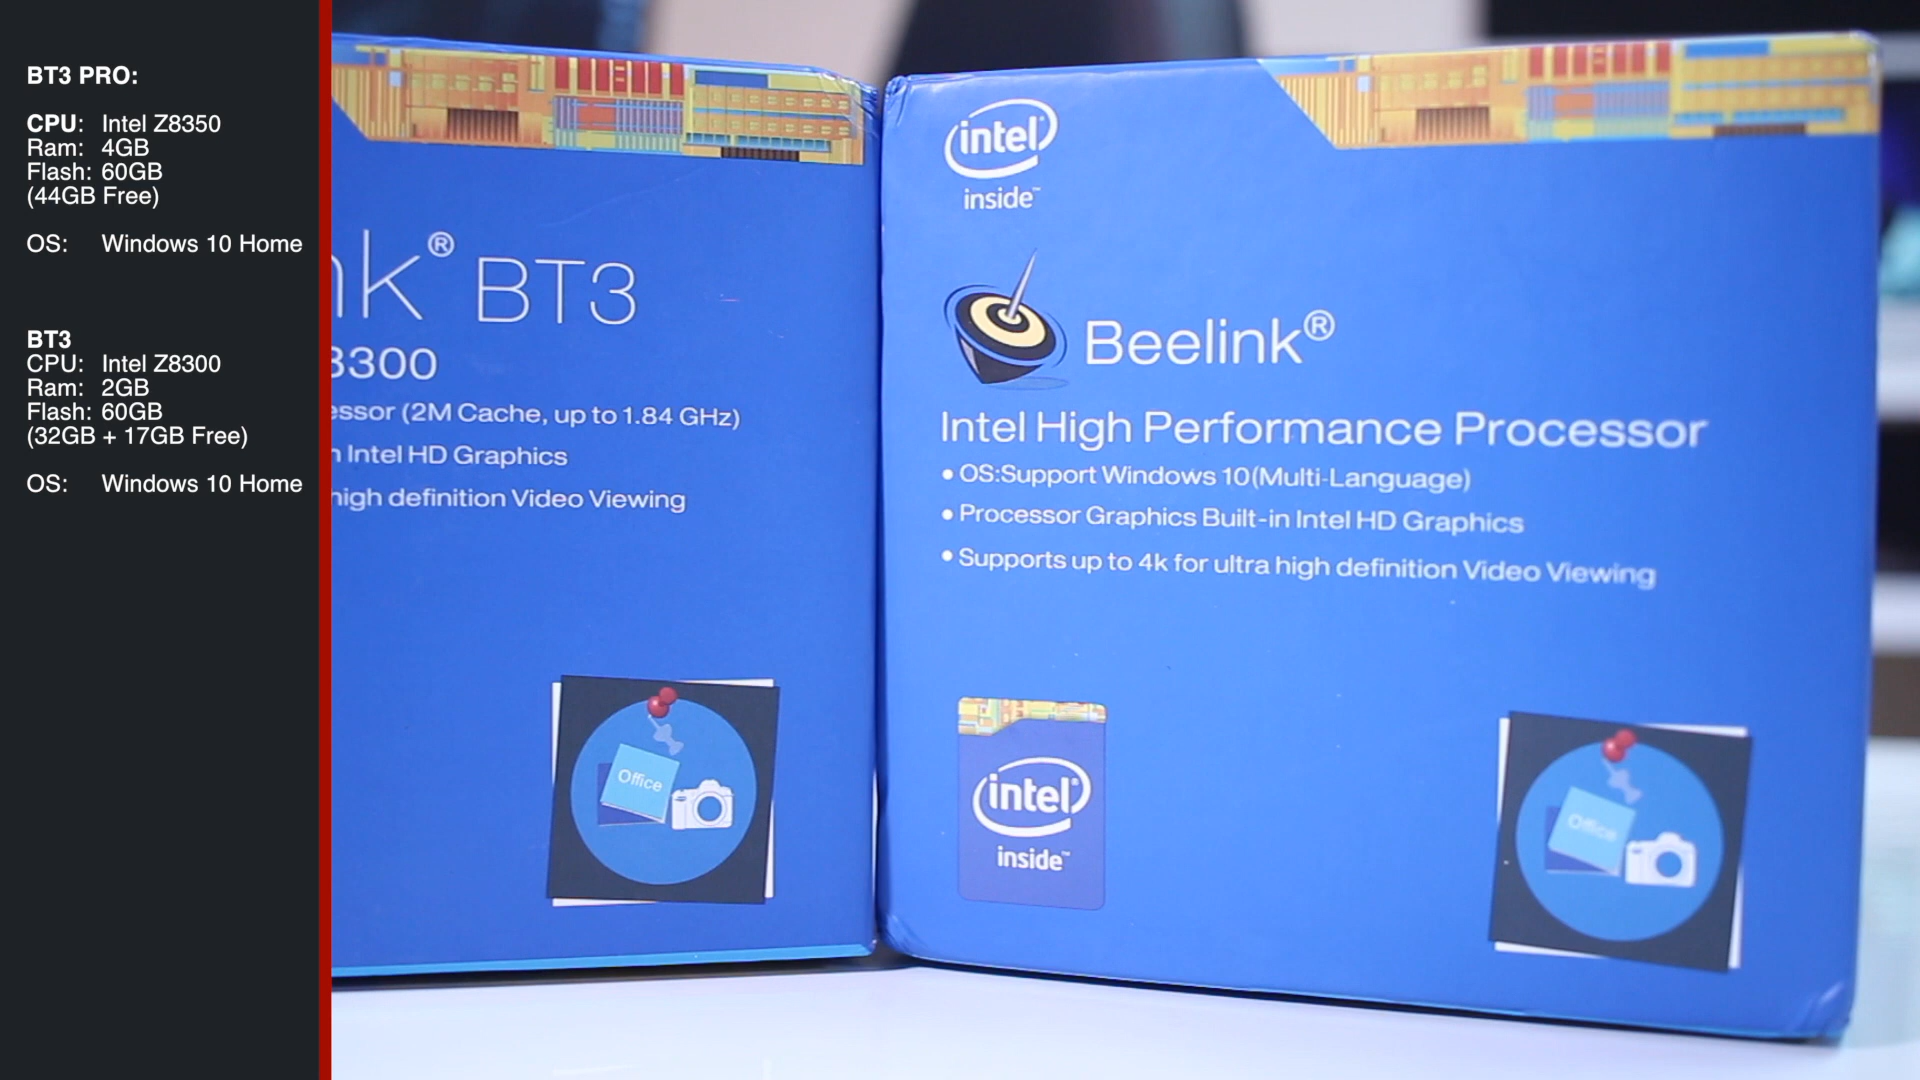 BT3 PRO:
CPU: Intel Z8350
Ram: 4GB
Flash: 60GB
(44GB Free)
OS: Windows 10 Home
BT3
CPU: Intel Z8300
Ram: 2GB
Flash: 60GB
(32GB + 17GB Free)
OS: Windows 10 Home
nk® BT3
8300
essor (2M Cache, up to 1.84 GHz)
n Intel HD Graphics
high definition Video Viewing
Office
intel®
inside™
Beelink®
Intel High Performance Processor
• OS:Support Windows 10(Multi-Language)
• Processor Graphics Built-in Intel HD Graphics
• Supports up to 4k for ultra high definition Video Viewing
intel®
inside™
Office